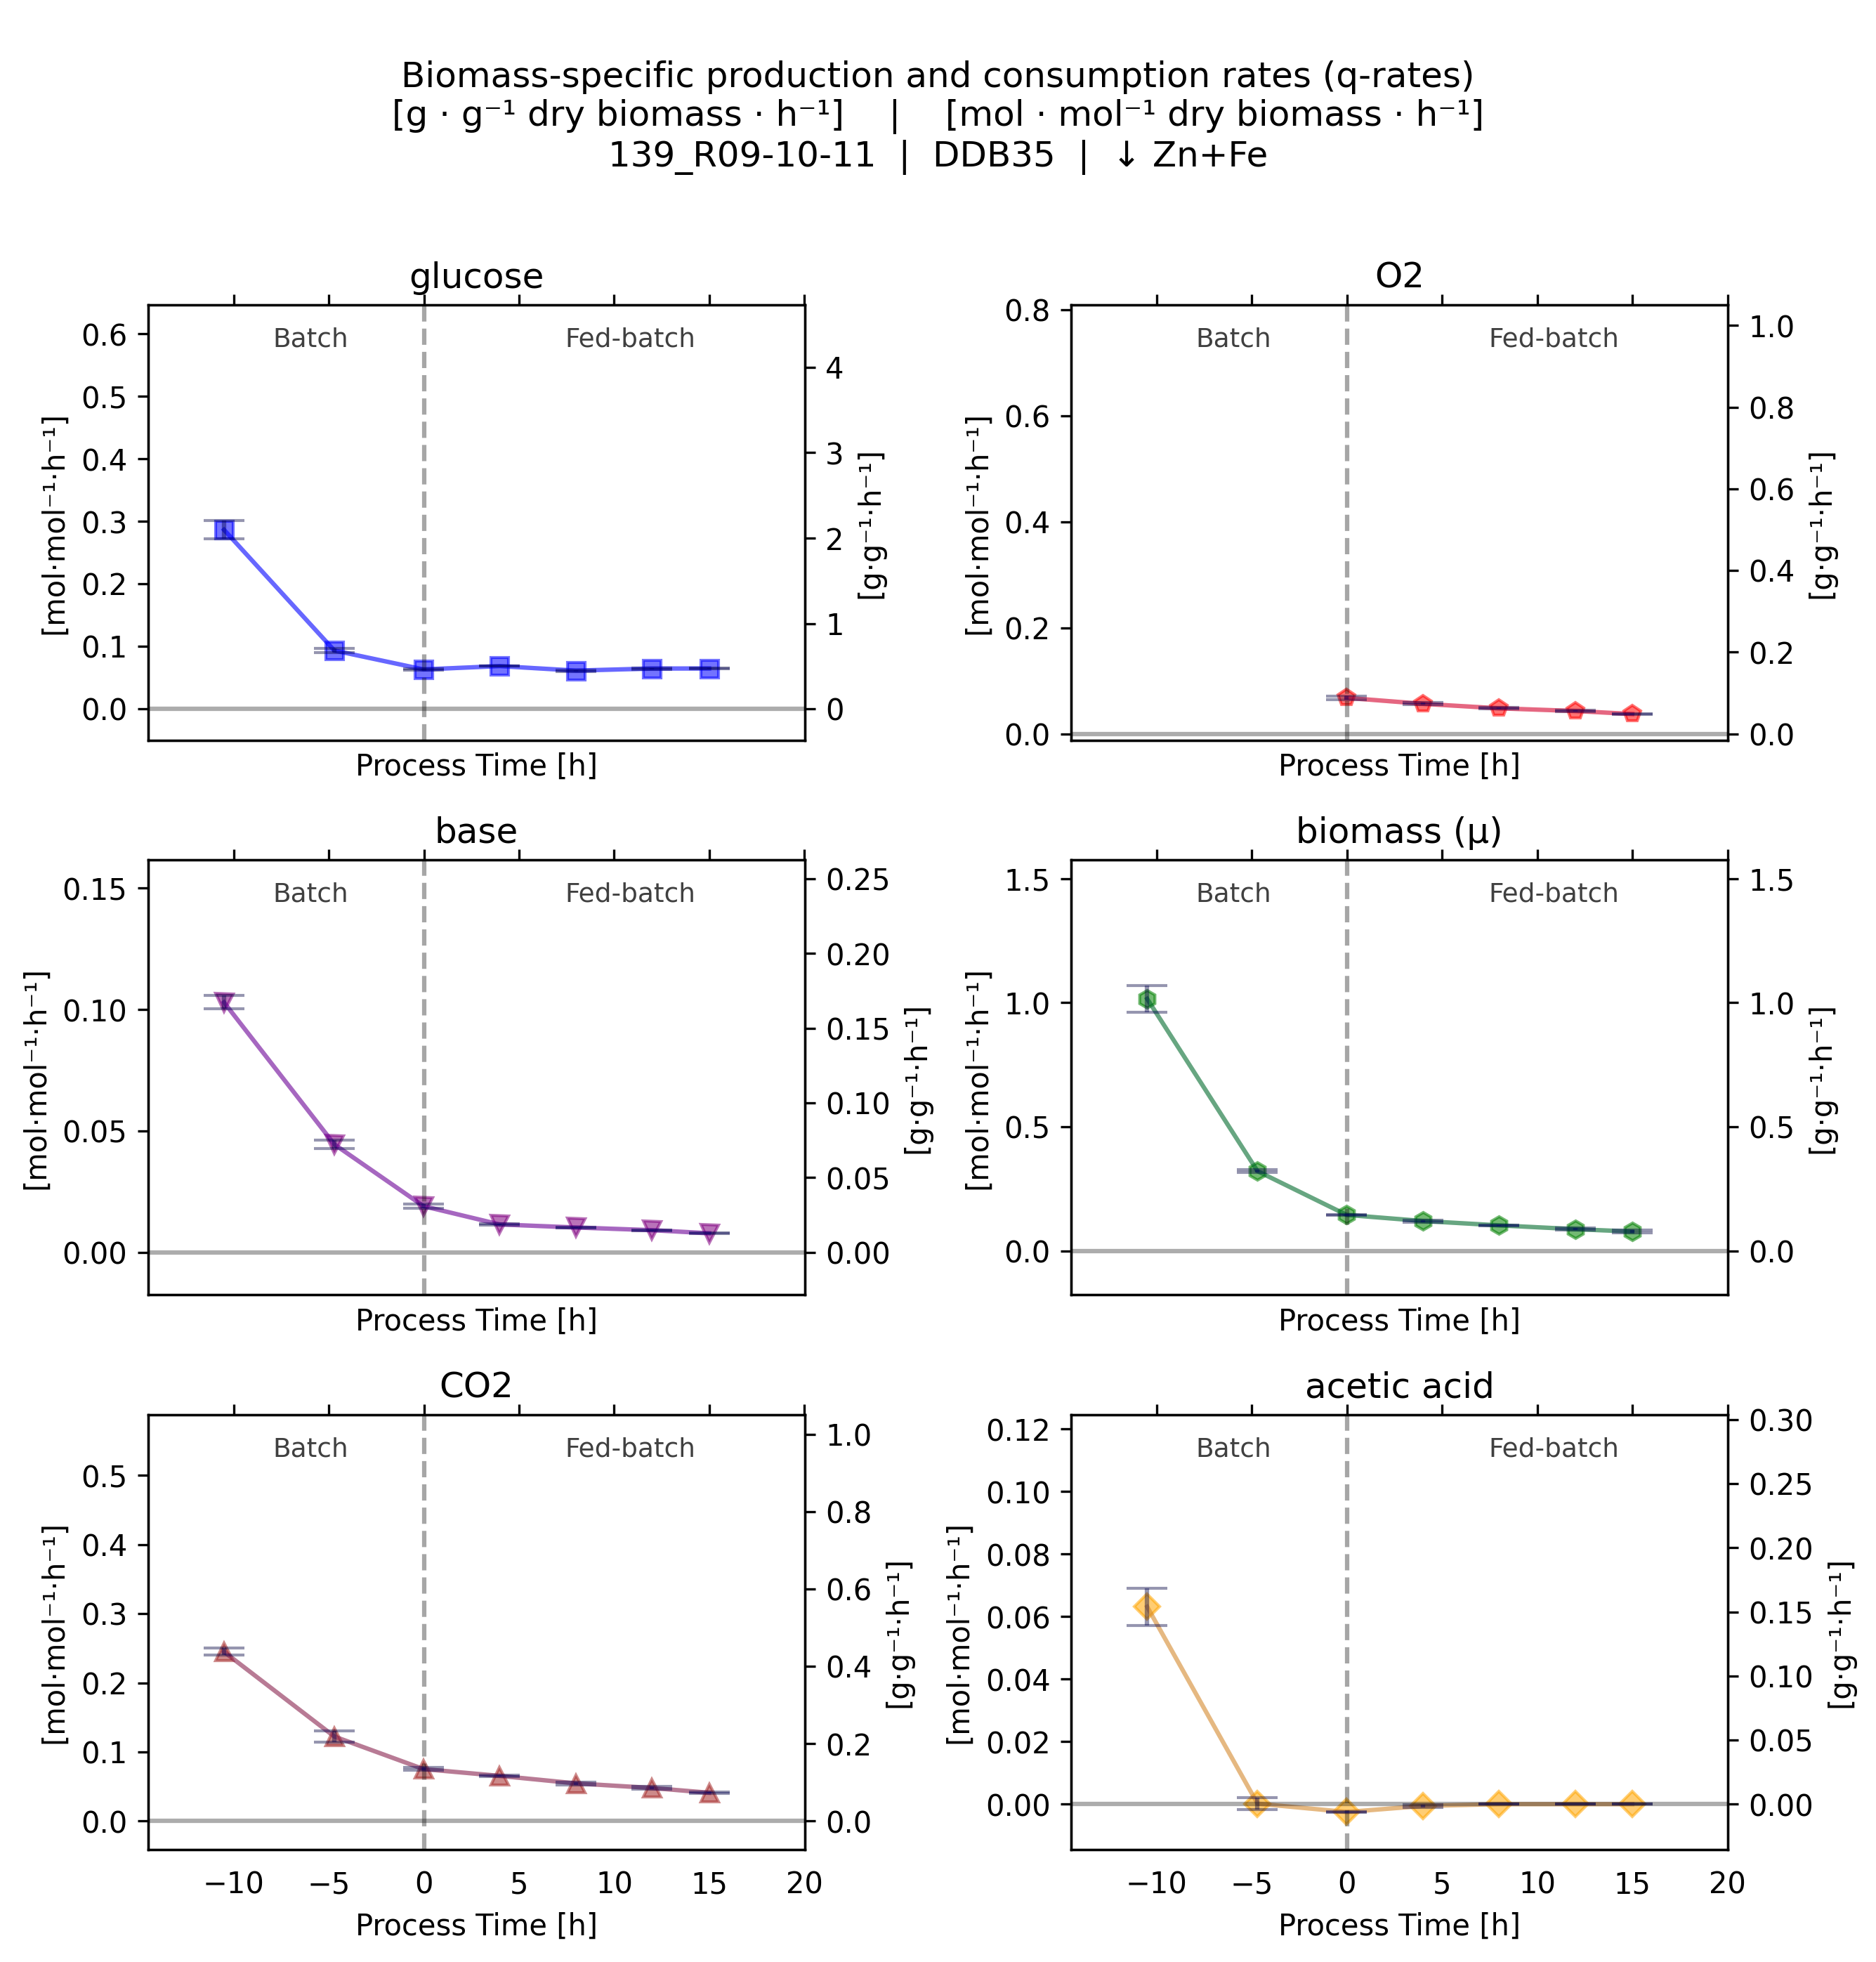 Biomass-specific production and consumption rates (q-rates)
[g · g⁻¹ dry biomass · h⁻¹]    |    [mol · mol⁻¹ dry biomass · h⁻¹]
139_R09-10-11  |  DDB35  |  ↓ Zn+Fe
glucose
Batch
Fed-batch
0.6
0.5
0.4
0.3
0.2
0.1
0.0
[mol·mol⁻¹·h⁻¹]
4
3
2
1
0
[g·g⁻¹·h⁻¹]
Process Time [h]
O2
Batch
Fed-batch
0.8
0.6
0.4
0.2
0.0
[mol·mol⁻¹·h⁻¹]
1.0
0.8
0.6
0.4
0.2
0.0
[g·g⁻¹·h⁻¹]
Process Time [h]
base
Batch
Fed-batch
0.15
0.10
0.05
0.00
[mol·mol⁻¹·h⁻¹]
0.25
0.20
0.15
0.10
0.05
0.00
[g·g⁻¹·h⁻¹]
Process Time [h]
biomass (μ)
Batch
Fed-batch
1.5
1.0
0.5
0.0
[mol·mol⁻¹·h⁻¹]
1.5
1.0
0.5
0.0
[g·g⁻¹·h⁻¹]
Process Time [h]
CO2
Batch
Fed-batch
0.5
0.4
0.3
0.2
0.1
0.0
[mol·mol⁻¹·h⁻¹]
1.0
0.8
0.6
0.4
0.2
0.0
[g·g⁻¹·h⁻¹]
−10 −5 0 5 10 15 20
Process Time [h]
acetic acid
Batch
Fed-batch
0.12
0.10
0.08
0.06
0.04
0.02
0.00
[mol·mol⁻¹·h⁻¹]
0.30
0.25
0.20
0.15
0.10
0.05
0.00
[g·g⁻¹·h⁻¹]
−10 −5 0 5 10 15 20
Process Time [h]